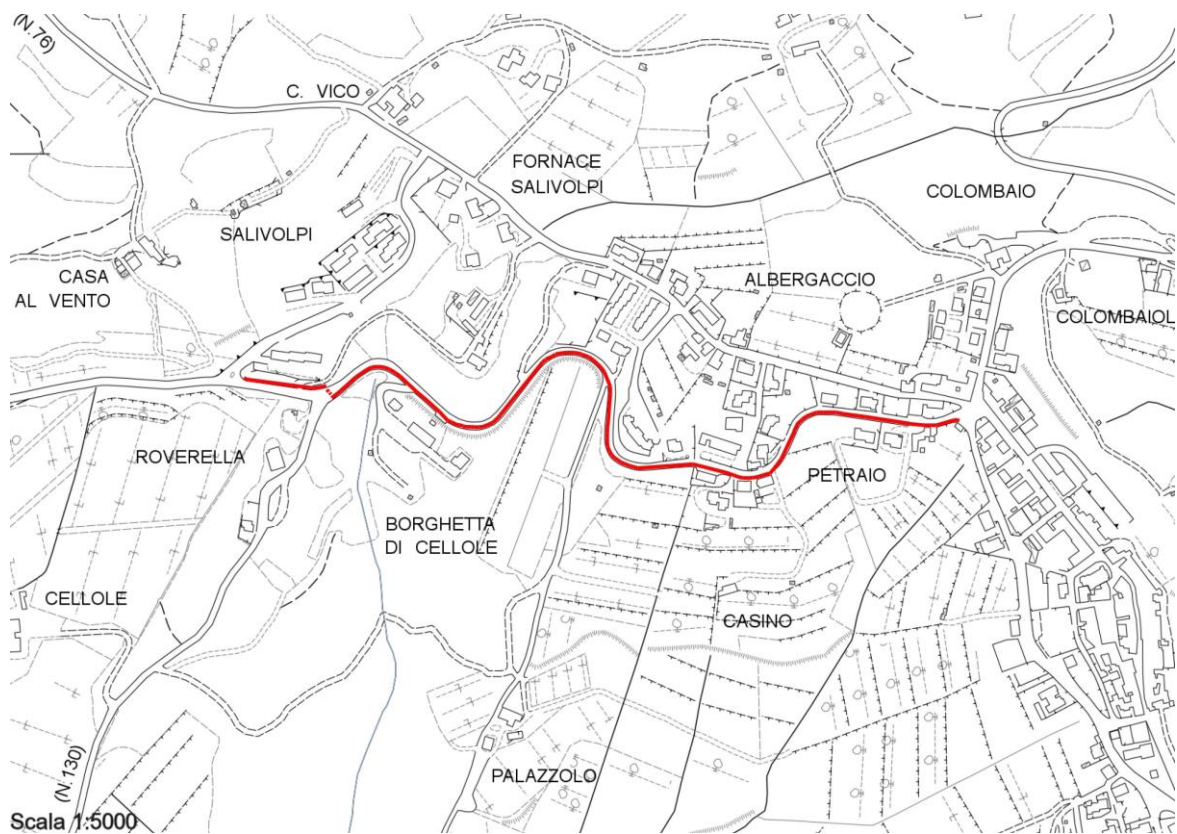 (N.76)
C. VICO
FORNACE
SALIVOLPI
COLOMBAIO
SALIVOLPI
CASA
AL VENTO
ALBERGACCIO
COLOMBAIOL
ROVERELLA
PETRAIO
BORGHETTA
DI CELLOLE
CELLOLE
CASINO
(N.130)
PALAZZOLO
Scala 1:5000